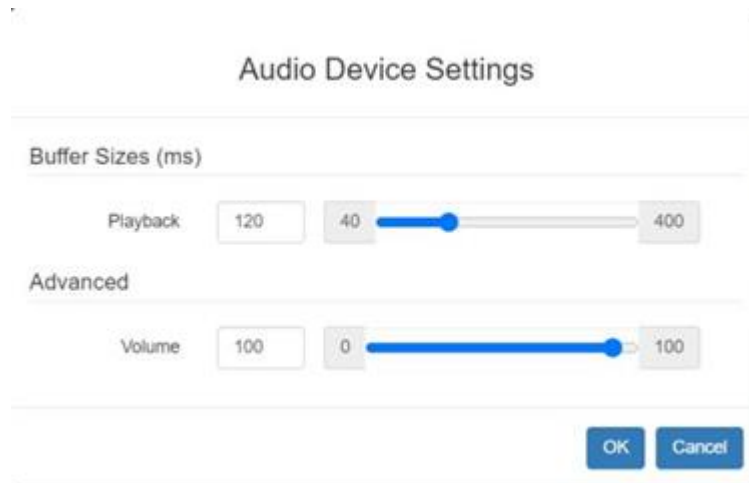 Audio Device Settings
Buffer Sizes (ms)
Playback 120 40 400
Advanced
Volume 100 0 100
OK Cancel